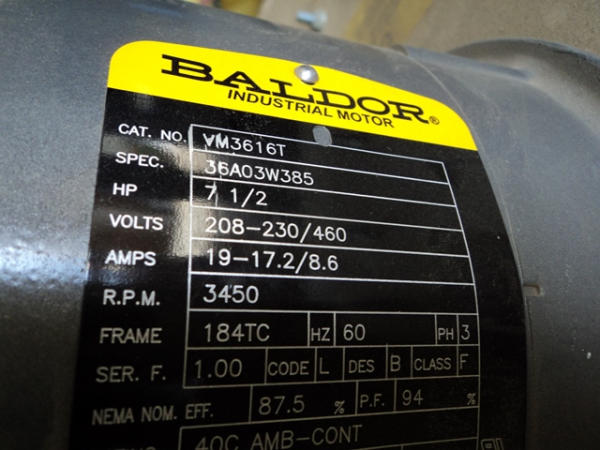 BALDOR®
INDUSTRIAL MOTOR
CAT. NO. VM3616T
SPEC. 36A03W385
HP 7 1/2
VOLTS 208-230/460
AMPS 19-17.2/8.6
R.P.M. 3450
FRAME 184TC HZ 60 PH 3
SER. F. 1.00 CODE L DES B CLASS F
NEMA NOM. EFF. 87.5 % P.F. 94 %
40C AMB-CONT